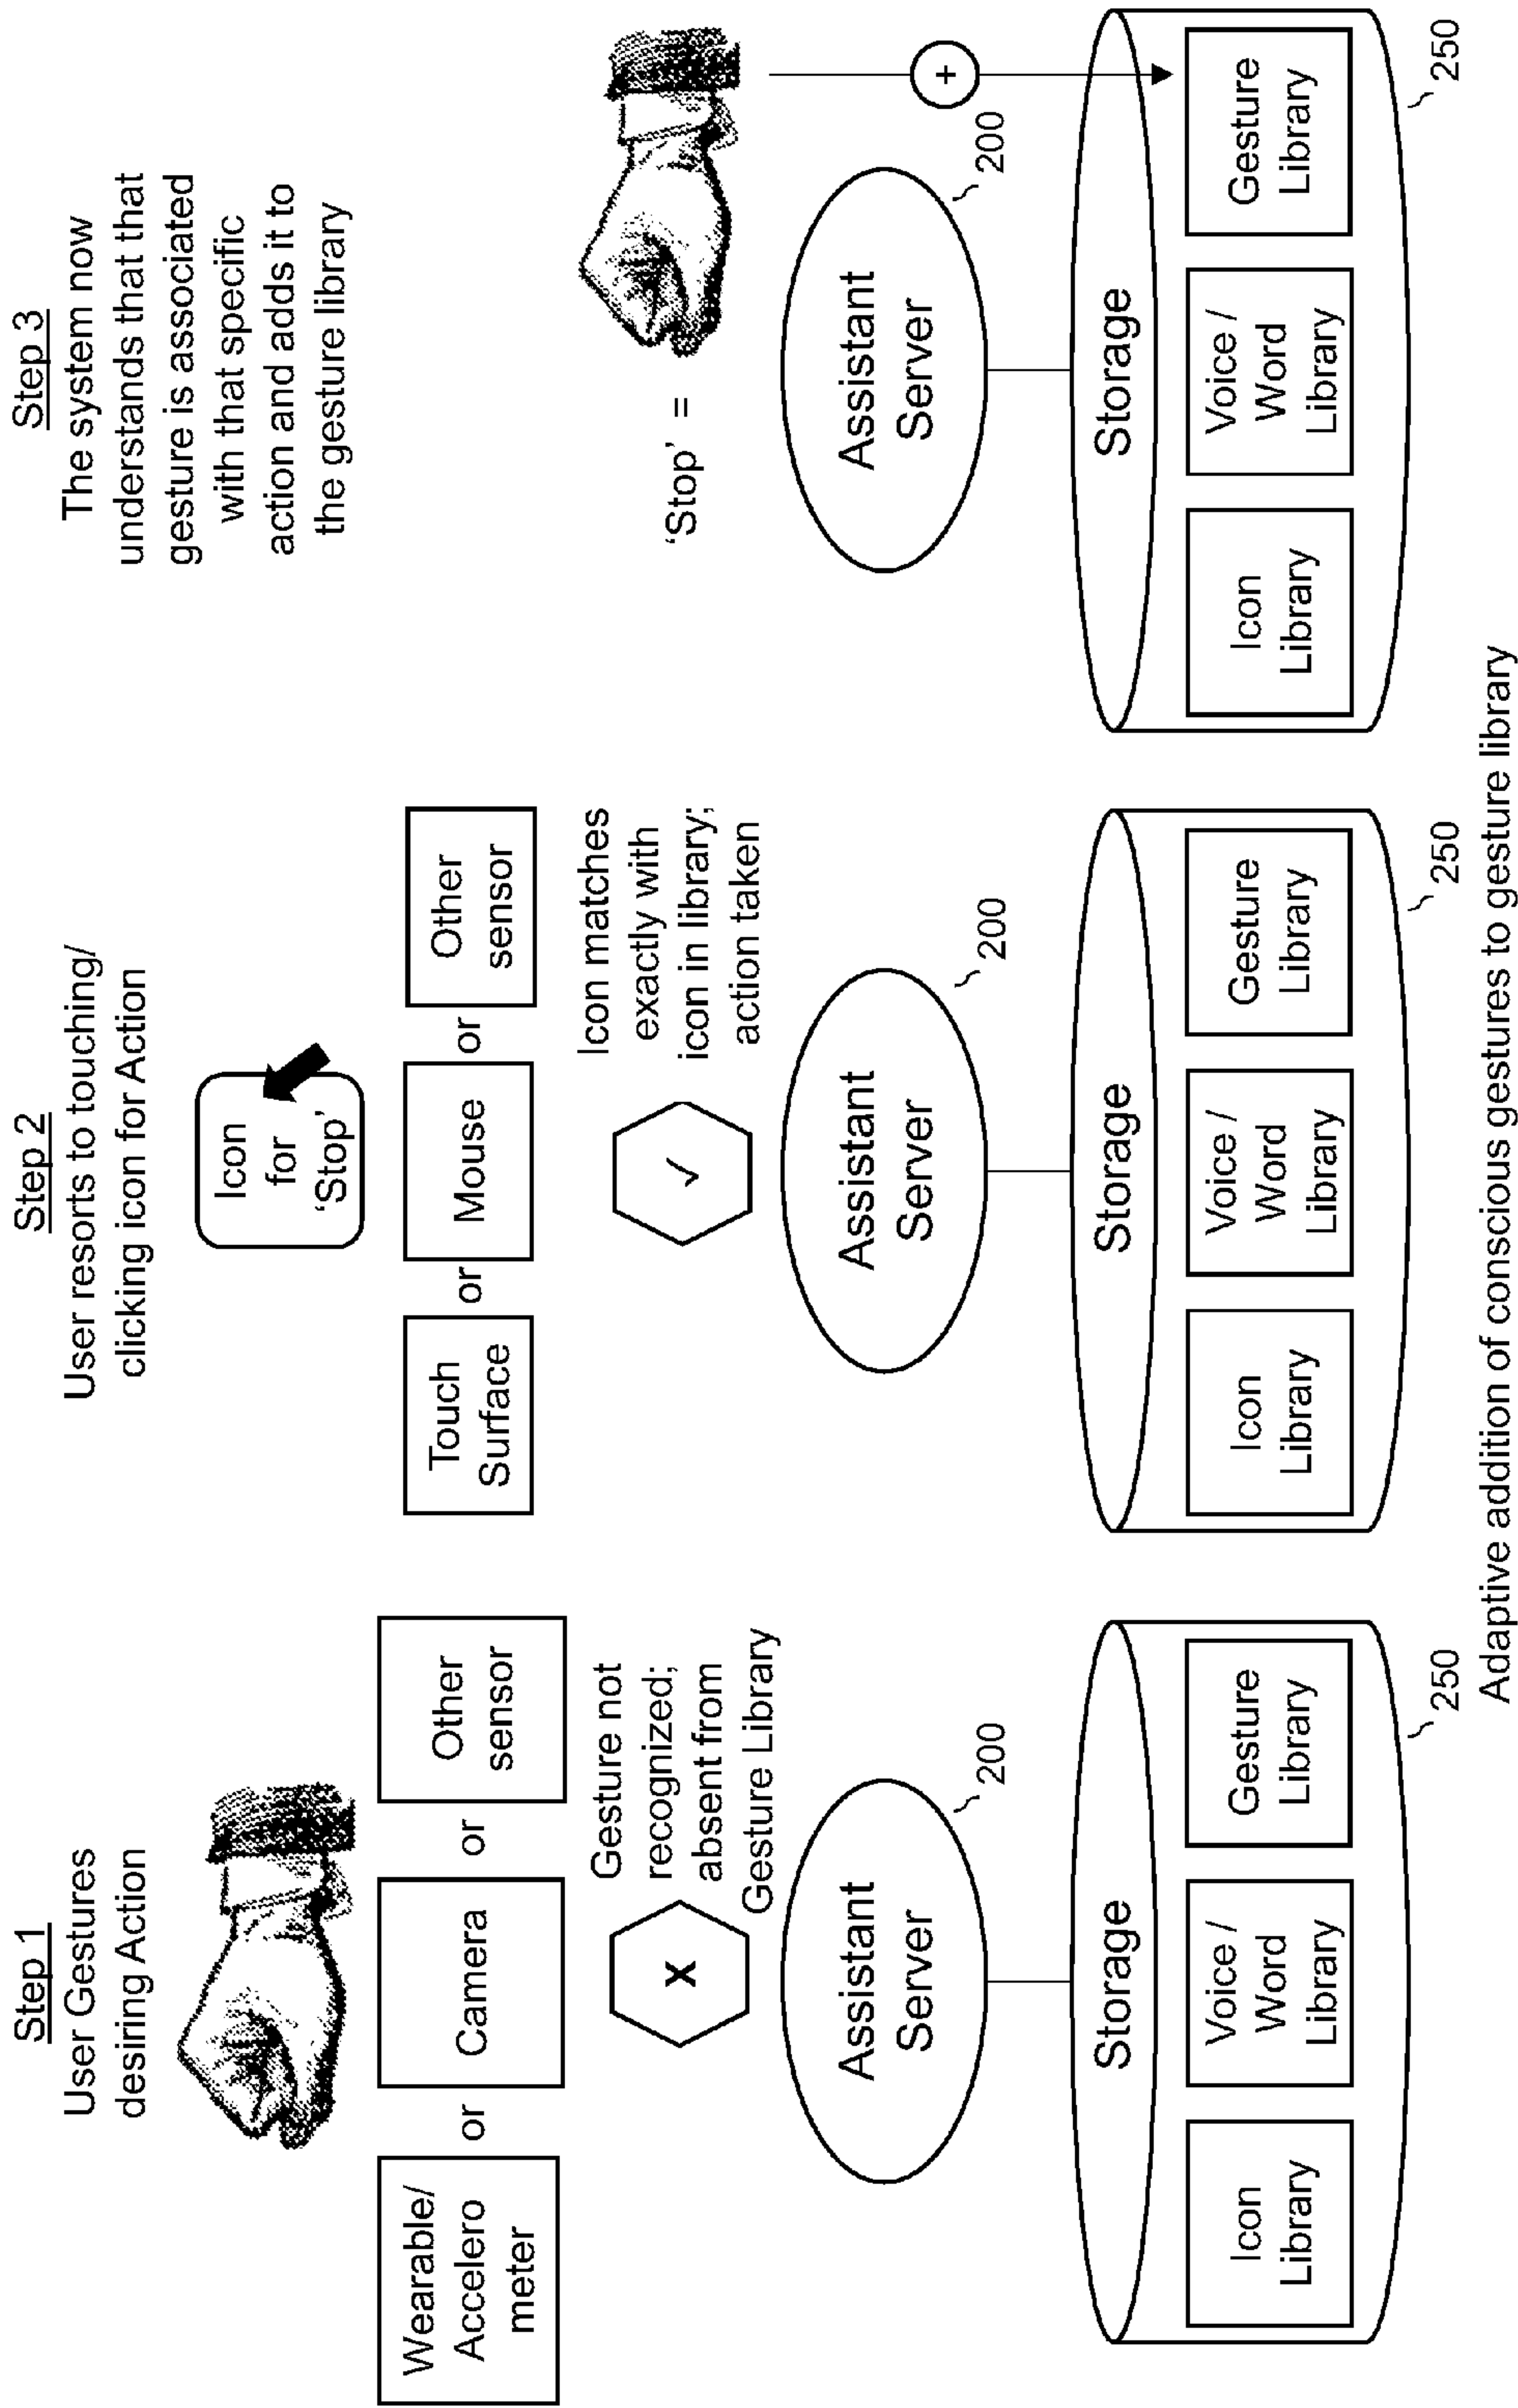 Step 1
User Gestures
desiring Action
Wearable/
Accelero
meter
or
Camera
or
Other
sensor
X
Gesture not
recognized;
absent from
Gesture Library
Assistant
Server
200
Storage
Icon
Library
Voice /
Word
Library
Gesture
Library
250
Step 2
User resorts to touching/
clicking icon for Action
Icon
for
‘Stop’
Touch
Surface
or
Mouse
or
Other
sensor
✓
Icon matches
exactly with
icon in library;
action taken
Assistant
Server
200
Storage
Icon
Library
Voice /
Word
Library
Gesture
Library
250
Step 3
The system now
understands that that
gesture is associated
with that specific
action and adds it to
the gesture library
‘Stop’ =
+
Assistant
Server
200
Storage
Icon
Library
Voice /
Word
Library
Gesture
Library
250
Adaptive addition of conscious gestures to gesture library